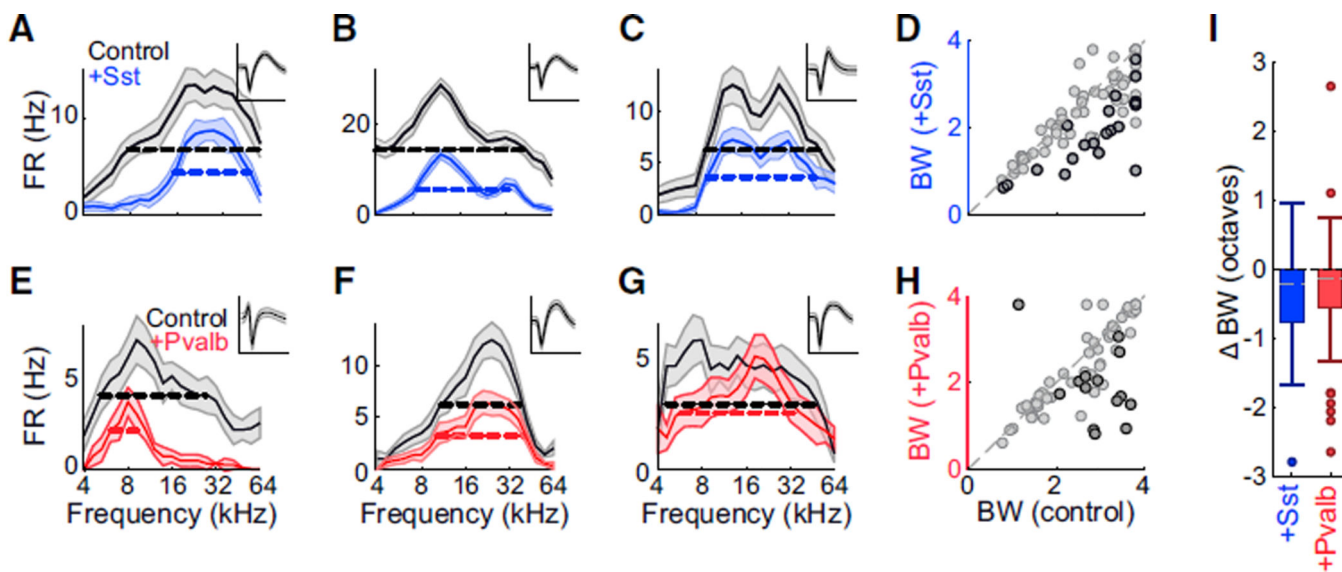 A
Control
+Sst
FR (Hz)
10
0
B
20
0
C
10
5
0
D
BW (+Sst)
4
2
0
I
ΔBW (octaves)
3
2
1
0
-1
-2
-3
+Sst
+Pvalb
E
Control
+Pvalb
FR (Hz)
5
0
4 8 16 32 64
Frequency (kHz)
F
10
5
0
4 8 16 32 64
Frequency (kHz)
G
5
0
4 8 16 32 64
Frequency (kHz)
H
BW (+Pvalb)
4
2
0
0 2 4
BW (control)